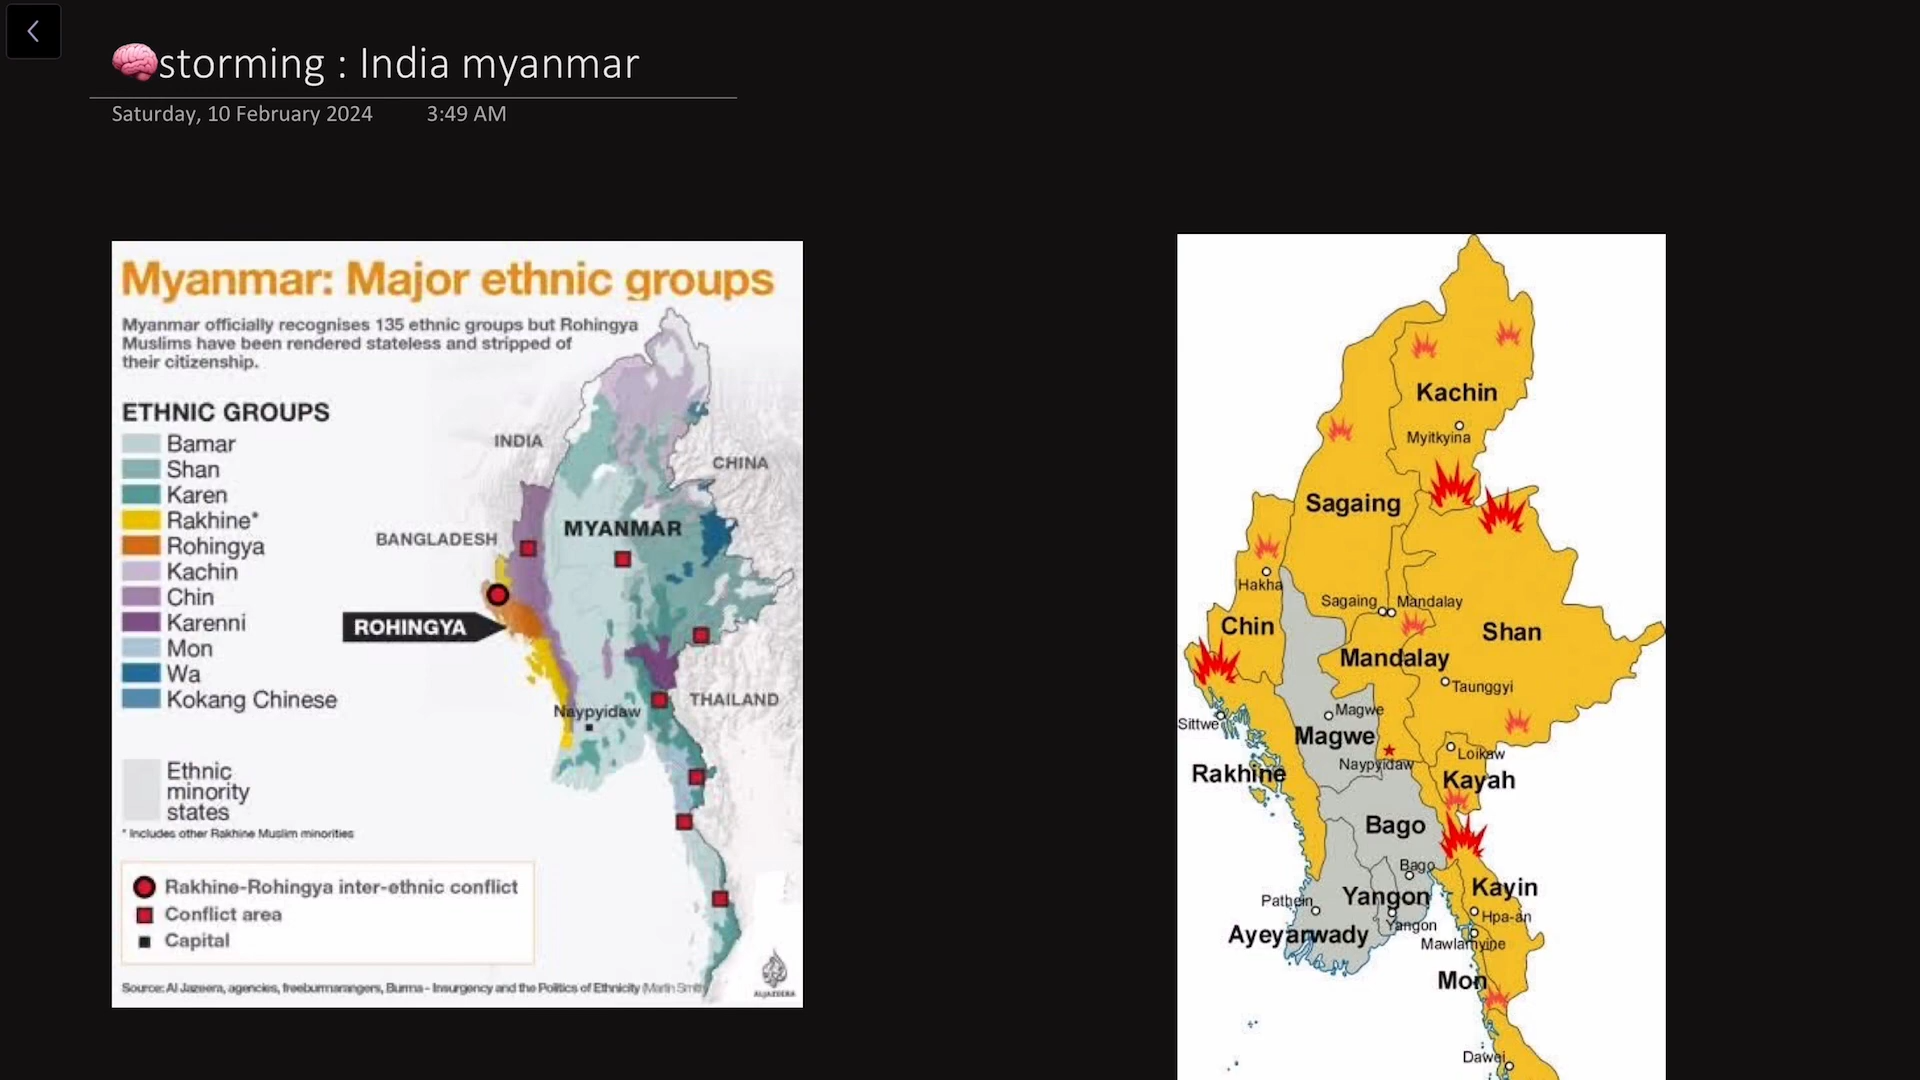 🧠storming : India myanmar
Saturday, 10 February 2024 3:49 AM
Myanmar: Major ethnic groups
Myanmar officially recognises 135 ethnic groups but Rohingya
Muslims have been rendered stateless and stripped of
their citizenship.
ETHNIC GROUPS
Bamar
Shan
Karen
Rakhine*
Rohingya
Kachin
Chin
Karenni
Mon
Wa
Kokang Chinese
Ethnic
minority
states
* Includes other Rakhine Muslim minorities
INDIA
CHINA
BANGLADESH
MYANMAR
ROHINGYA
THAILAND
Naypyidaw
Rakhine-Rohingya inter-ethnic conflict
Conflict area
Capital
Source: Al Jazeera, agencies, freeburmarangers, Burma - Insurgency and the Politics of Ethnicity (Martin Smith)
ALJAZEERA
Kachin
Myitkyina
Sagaing
Hakha
Sagaing
Mandalay
Chin
Shan
Mandalay
Taunggyi
Magwe
Sittwe
Magwe
Loikaw
Naypyidaw
Rakhine
Kayah
Bago
Bago
Kayin
Yangon
Pathein
Hpa-an
Yangon
Ayeyarwady
Mawlamyine
Mon
Dawei